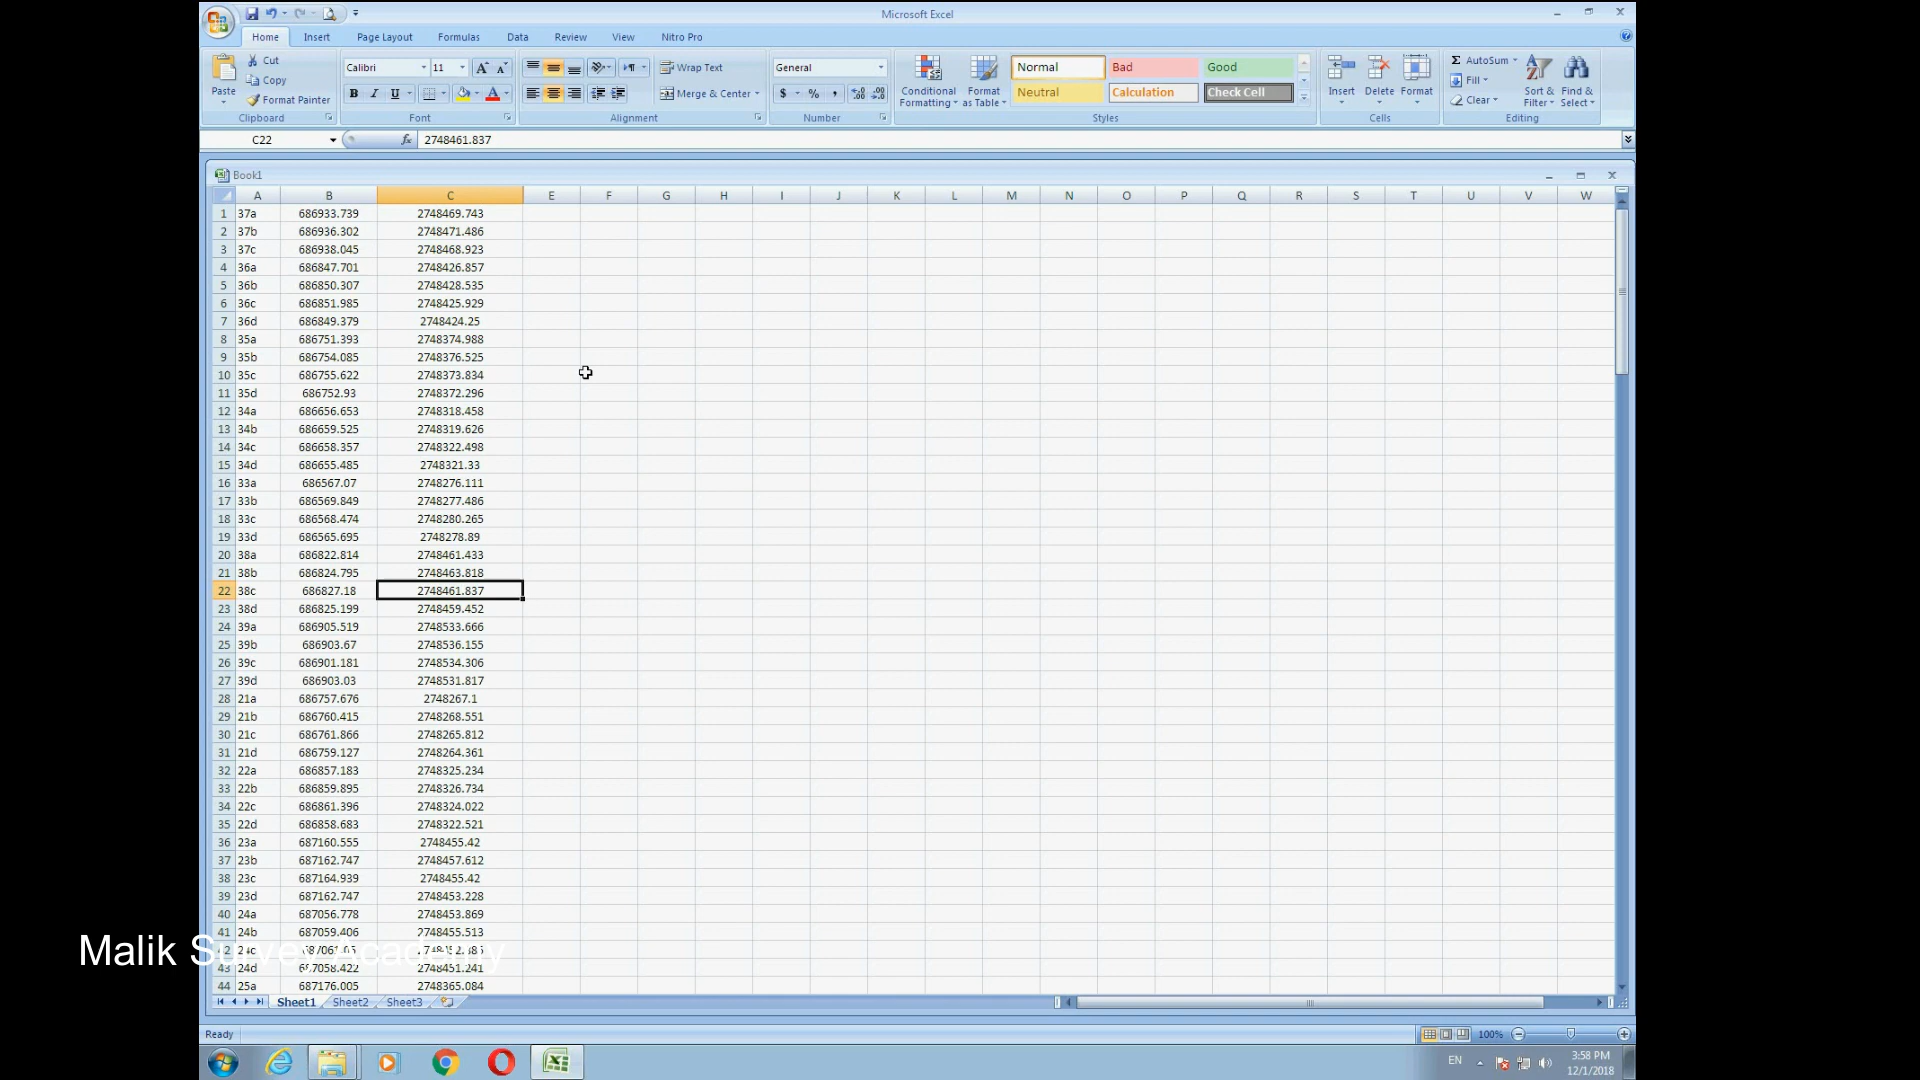 Microsoft Excel
Home Insert Page Layout Formulas Data Review View Nitro Pro
Paste Cut Copy Format Painter Clipboard
Calibri 11 B I U Font
Wrap Text Merge & Center Alignment
General $ % , Number
Conditional Formatting Format as Table Normal Bad Good Neutral Calculation Check Cell Styles
Insert Delete Format Cells
Σ AutoSum Fill Clear Sort & Filter Find & Select Editing
C22 fx 2748461.837
Book1
A B C E F G H I J K L M N O P Q R S T U V W
1 37a 686933.739 2748469.743
2 37b 686936.302 2748471.486
3 37c 686938.045 2748468.923
4 36a 686847.701 2748426.857
5 36b 686850.307 2748428.535
6 36c 686851.985 2748425.929
7 36d 686849.379 2748424.25
8 35a 686751.393 2748374.988
9 35b 686754.085 2748376.525
10 35c 686755.622 2748373.834
11 35d 686752.93 2748372.296
12 34a 686656.653 2748318.458
13 34b 686659.525 2748319.626
14 34c 686658.357 2748322.498
15 34d 686655.485 2748321.33
16 33a 686567.07 2748276.111
17 33b 686569.849 2748277.486
18 33c 686568.474 2748280.265
19 33d 686565.695 2748278.89
20 38a 686822.814 2748461.433
21 38b 686824.795 2748463.818
22 38c 686827.18 2748461.837
23 38d 686825.199 2748459.452
24 39a 686905.519 2748533.666
25 39b 686903.67 2748536.155
26 39c 686901.181 2748534.306
27 39d 686903.03 2748531.817
28 21a 686757.676 2748267.1
29 21b 686760.415 2748268.551
30 21c 686761.866 2748265.812
31 21d 686759.127 2748264.361
32 22a 686857.183 2748325.234
33 22b 686859.895 2748326.734
34 22c 686861.396 2748324.022
35 22d 686858.683 2748322.521
36 23a 687160.555 2748455.42
37 23b 687162.747 2748457.612
38 23c 687164.939 2748455.42
39 23d 687162.747 2748453.228
40 24a 687056.778 2748453.869
41 24b 687059.406 2748455.513
42 24c
43 24d 687058.422 2748451.241
44 25a 687176.005 2748365.084
Malik Survey Academy
Sheet1 Sheet2 Sheet3
Ready 100%
EN 3:58 PM
12/1/2018